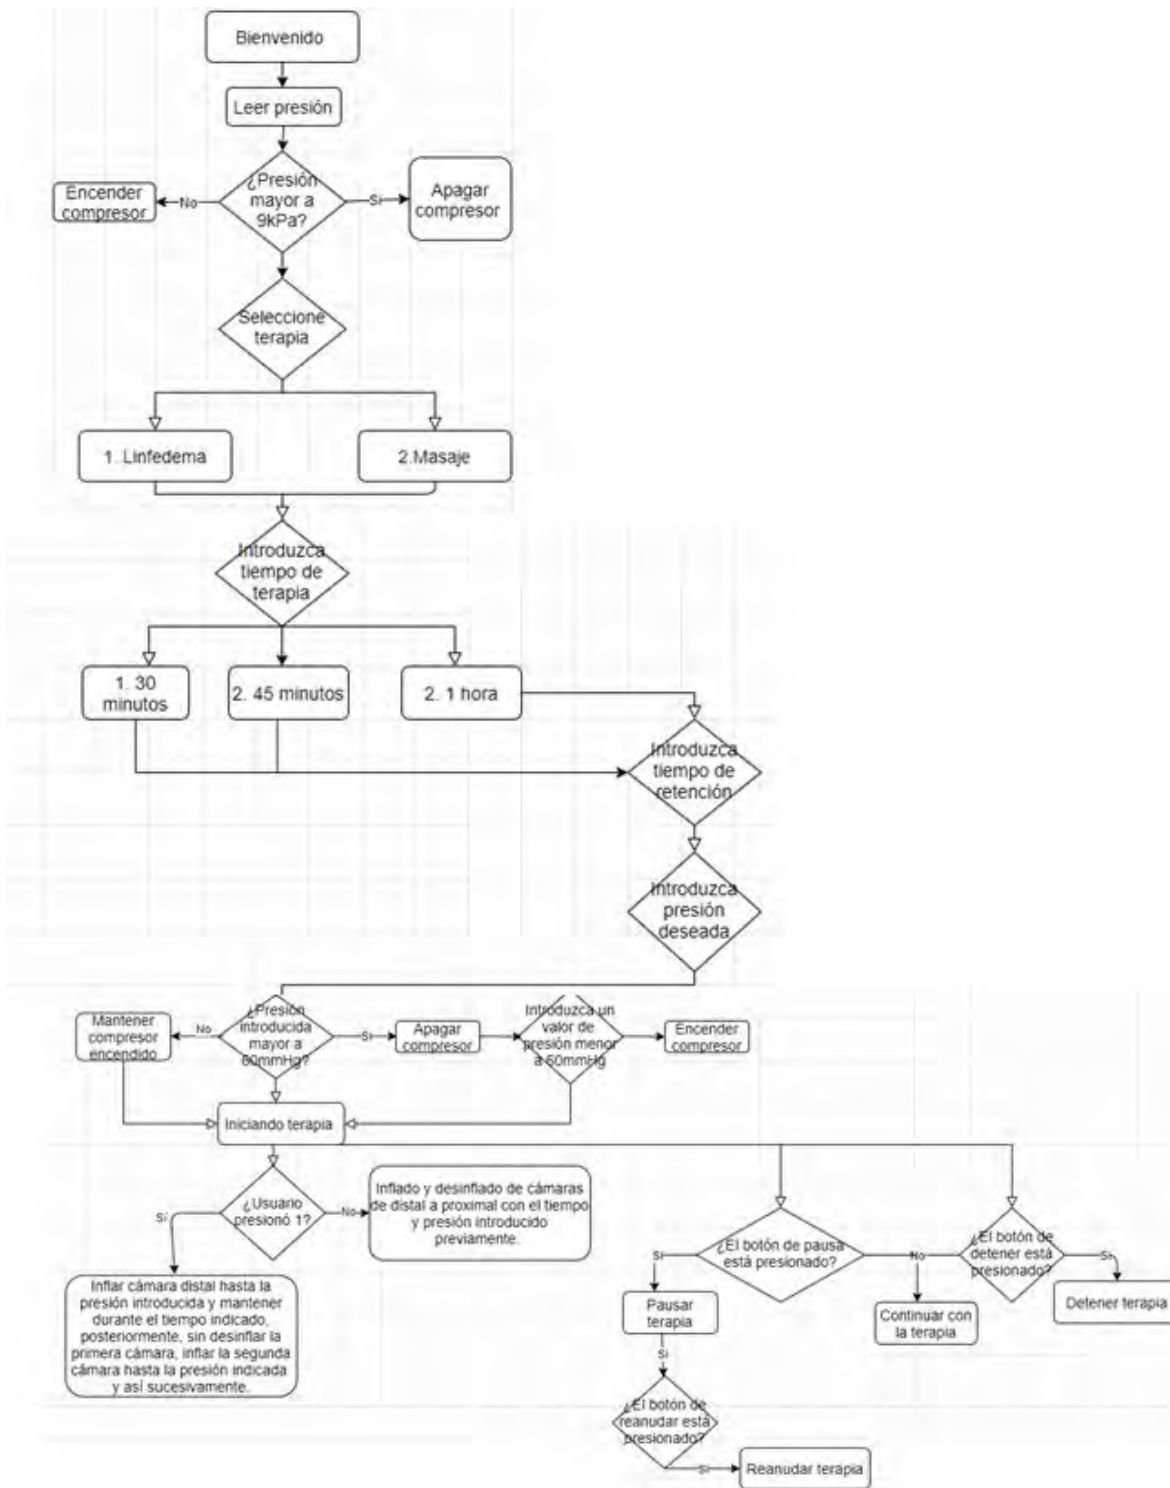 Bienvenido
Leer presión
¿Presión
mayor a
9kPa?
No
Encender
compresor
Si
Apagar
compresor
Seleccione
terapia
1. Linfedema
2.Masaje
Introduzca
tiempo de
terapia
1. 30
minutos
2. 45 minutos
2. 1 hora
Introduzca
tiempo de
retención
Introduzca
presión
deseada
¿Presión
introducida
mayor a
60mmHg?
No
Mantener
compresor
encendido
Si
Apagar
compresor
Introduzca un
valor de
presión menor
a 60mmHg
Encender
compresor
Iniciando terapia
¿Usuario
presionó 1?
Sí
No
Inflado y desinflado de cámaras
de distal a proximal con el tiempo
y presión introducido
previamente.
Inflar cámara distal hasta la
presión introducida y mantener
durante el tiempo indicado,
posteriormente, sin desinflar la
primera cámara, inflar la segunda
cámara hasta la presión indicada
y así sucesivamente.
¿El botón de pausa
está presionado?
Si
Pausar
terapia
Si
¿El botón de
reanudar está
presionado?
Si
Reanudar terapia
No
Continuar con
la terapia
¿El botón de
detener está
presionado?
Si
Detener terapia